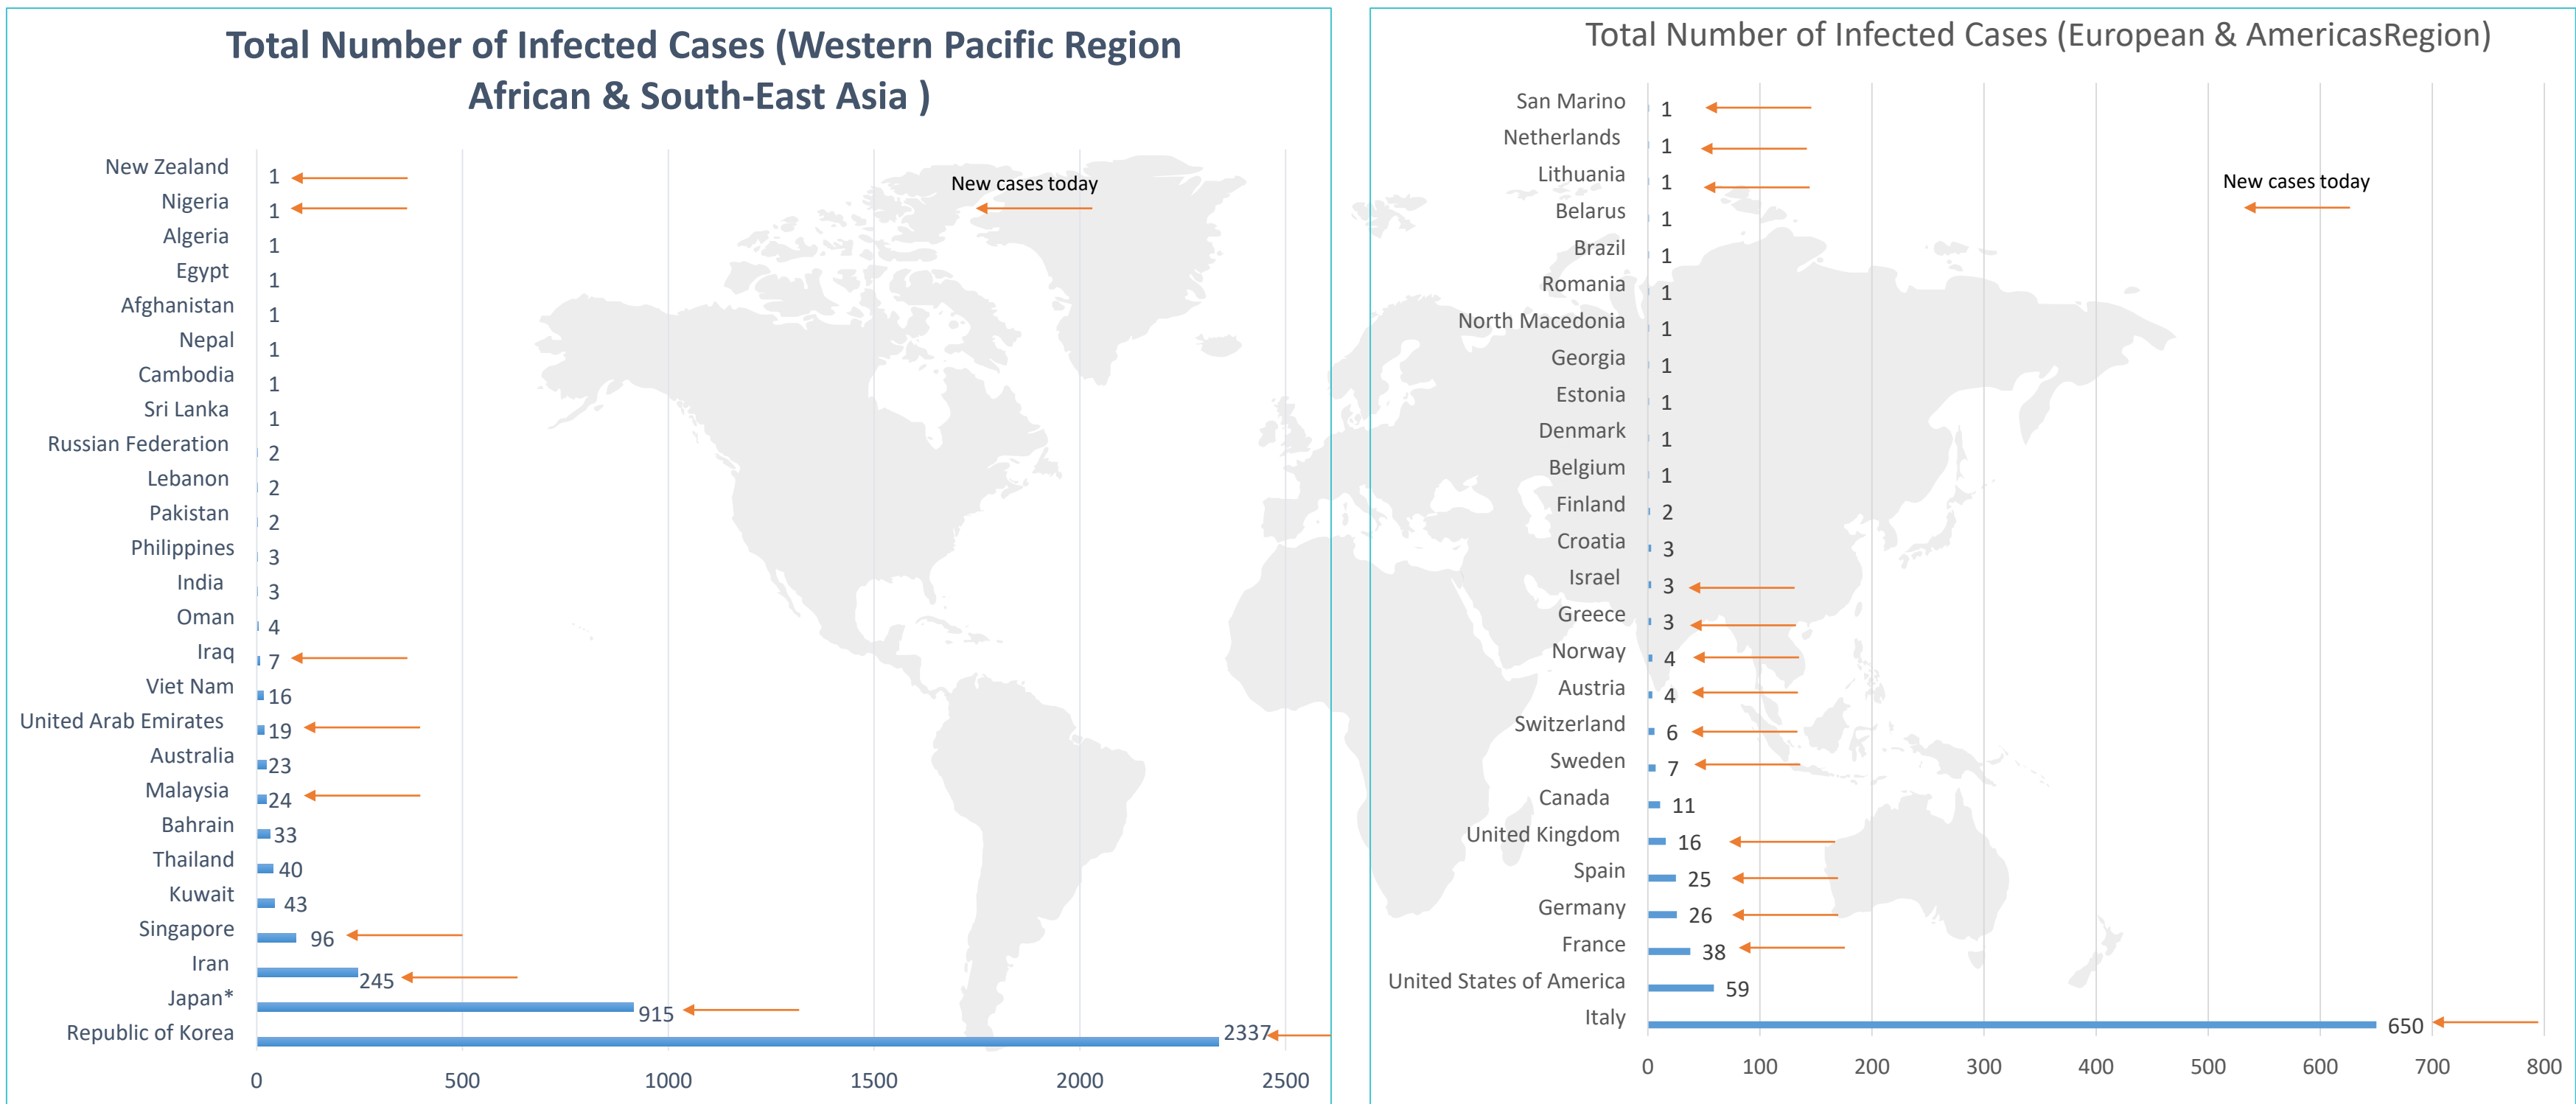 Total Number of Infected Cases (Western Pacific Region
African & South-East Asia )
New cases today
New Zealand 1
Nigeria 1
Algeria 1
Egypt 1
Afghanistan 1
Nepal 1
Cambodia 1
Sri Lanka 1
Russian Federation 2
Lebanon 2
Pakistan 2
Philippines 3
India 3
Oman 4
Iraq 7
Viet Nam 16
United Arab Emirates 19
Australia 23
Malaysia 24
Bahrain 33
Thailand 40
Kuwait 43
Singapore 96
Iran 245
Japan* 915
Republic of Korea 2337
0 500 1000 1500 2000 2500
Total Number of Infected Cases (European & AmericasRegion)
New cases today
San Marino 1
Netherlands 1
Lithuania 1
Belarus 1
Brazil 1
Romania 1
North Macedonia 1
Georgia 1
Estonia 1
Denmark 1
Belgium 1
Finland 2
Croatia 3
Israel 3
Greece 3
Norway 4
Austria 4
Switzerland 6
Sweden 7
Canada 11
United Kingdom 16
Spain 25
Germany 26
France 38
United States of America 59
Italy 650
0 100 200 300 400 500 600 700 800